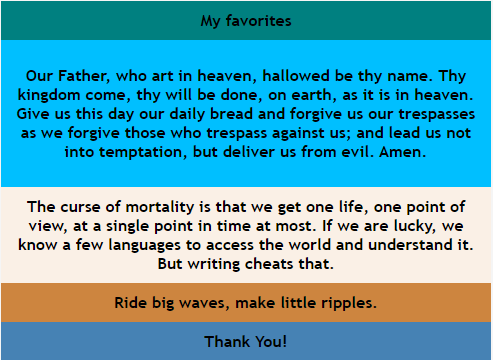 My favorites
Our Father, who art in heaven, hallowed be thy name. Thy
kingdom come, thy will be done, on earth, as it is in heaven.
Give us this day our daily bread and forgive us our trespasses
as we forgive those who trespass against us; and lead us not
into temptation, but deliver us from evil. Amen.
The curse of mortality is that we get one life, one point of
view, at a single point in time at most. If we are lucky, we
know a few languages to access the world and understand it.
But writing cheats that.
Ride big waves, make little ripples.
Thank You!